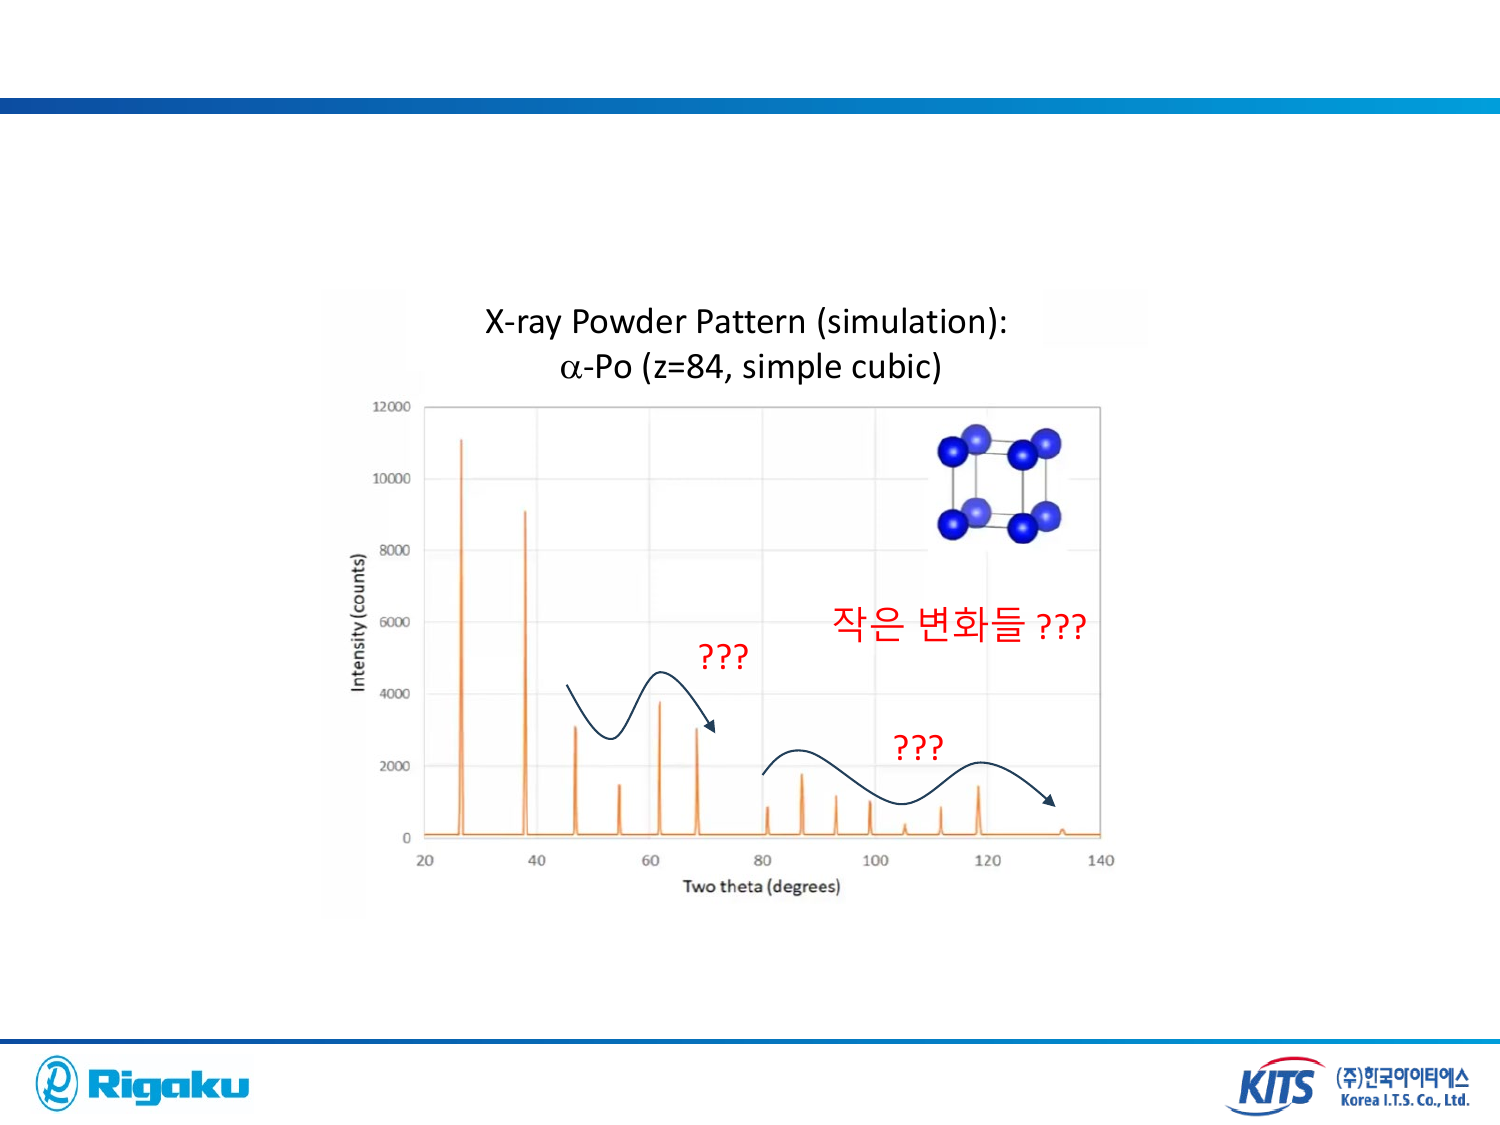 X-ray Powder Pattern (simulation):
α-Po (z=84, simple cubic)
12000
10000
8000
6000
4000
2000
0
Intensity (counts)
작은 변화들 ???
???
???
20 40 60 80 100 120 140
Two theta (degrees)
Rigaku
KITS
(주)한국아이티에스
Korea I.T.S. Co., Ltd.